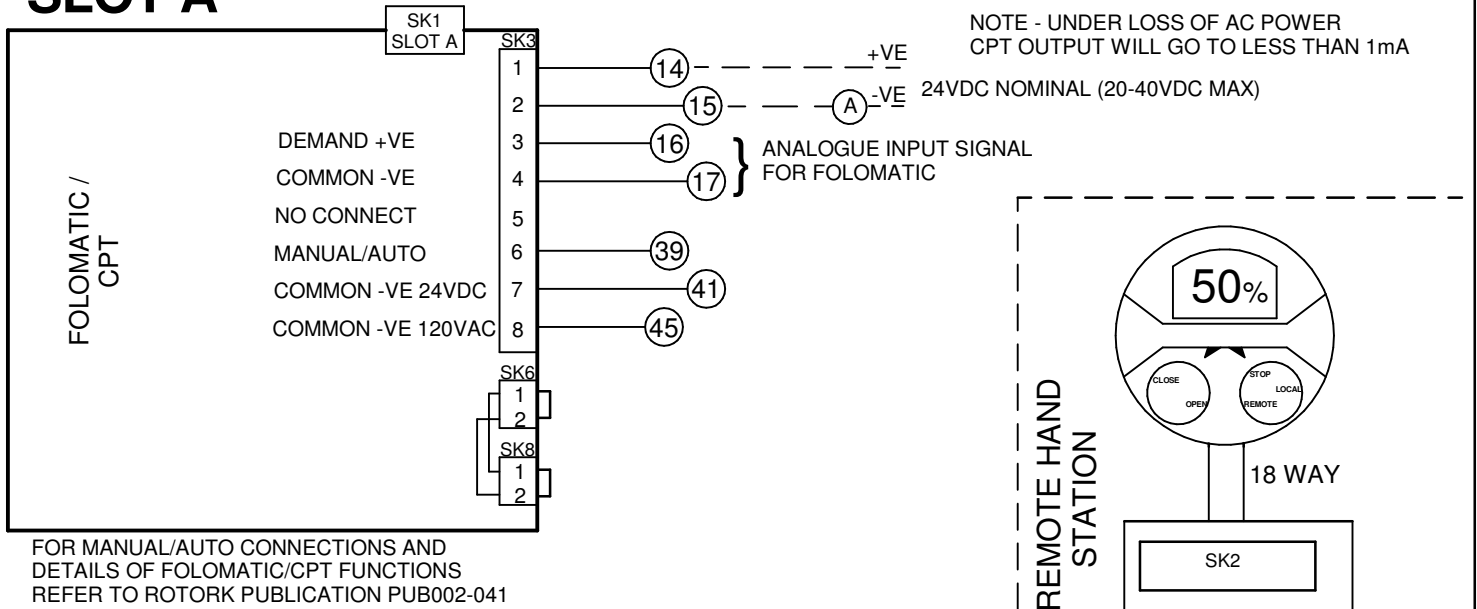 SLOT A
SK1
SLOT A
SK3
1
14
+VE
2
15
A
-VE
24VDC NOMINAL (20-40VDC MAX)
NOTE - UNDER LOSS OF AC POWER
CPT OUTPUT WILL GO TO LESS THAN 1mA
DEMAND +VE
3
16
COMMON -VE
4
17
}
ANALOGUE INPUT SIGNAL
FOR FOLOMATIC
NO CONNECT
5
MANUAL/AUTO
6
39
COMMON -VE 24VDC
7
41
COMMON -VE 120VAC
8
45
FOLOMATIC /
CPT
SK6
1
2
SK8
1
2
FOR MANUAL/AUTO CONNECTIONS AND
DETAILS OF FOLOMATIC/CPT FUNCTIONS
REFER TO ROTORK PUBLICATION PUB002-041
50%
CLOSE
OPEN
STOP
LOCAL
REMOTE
18 WAY
REMOTE HAND
STATION
SK2